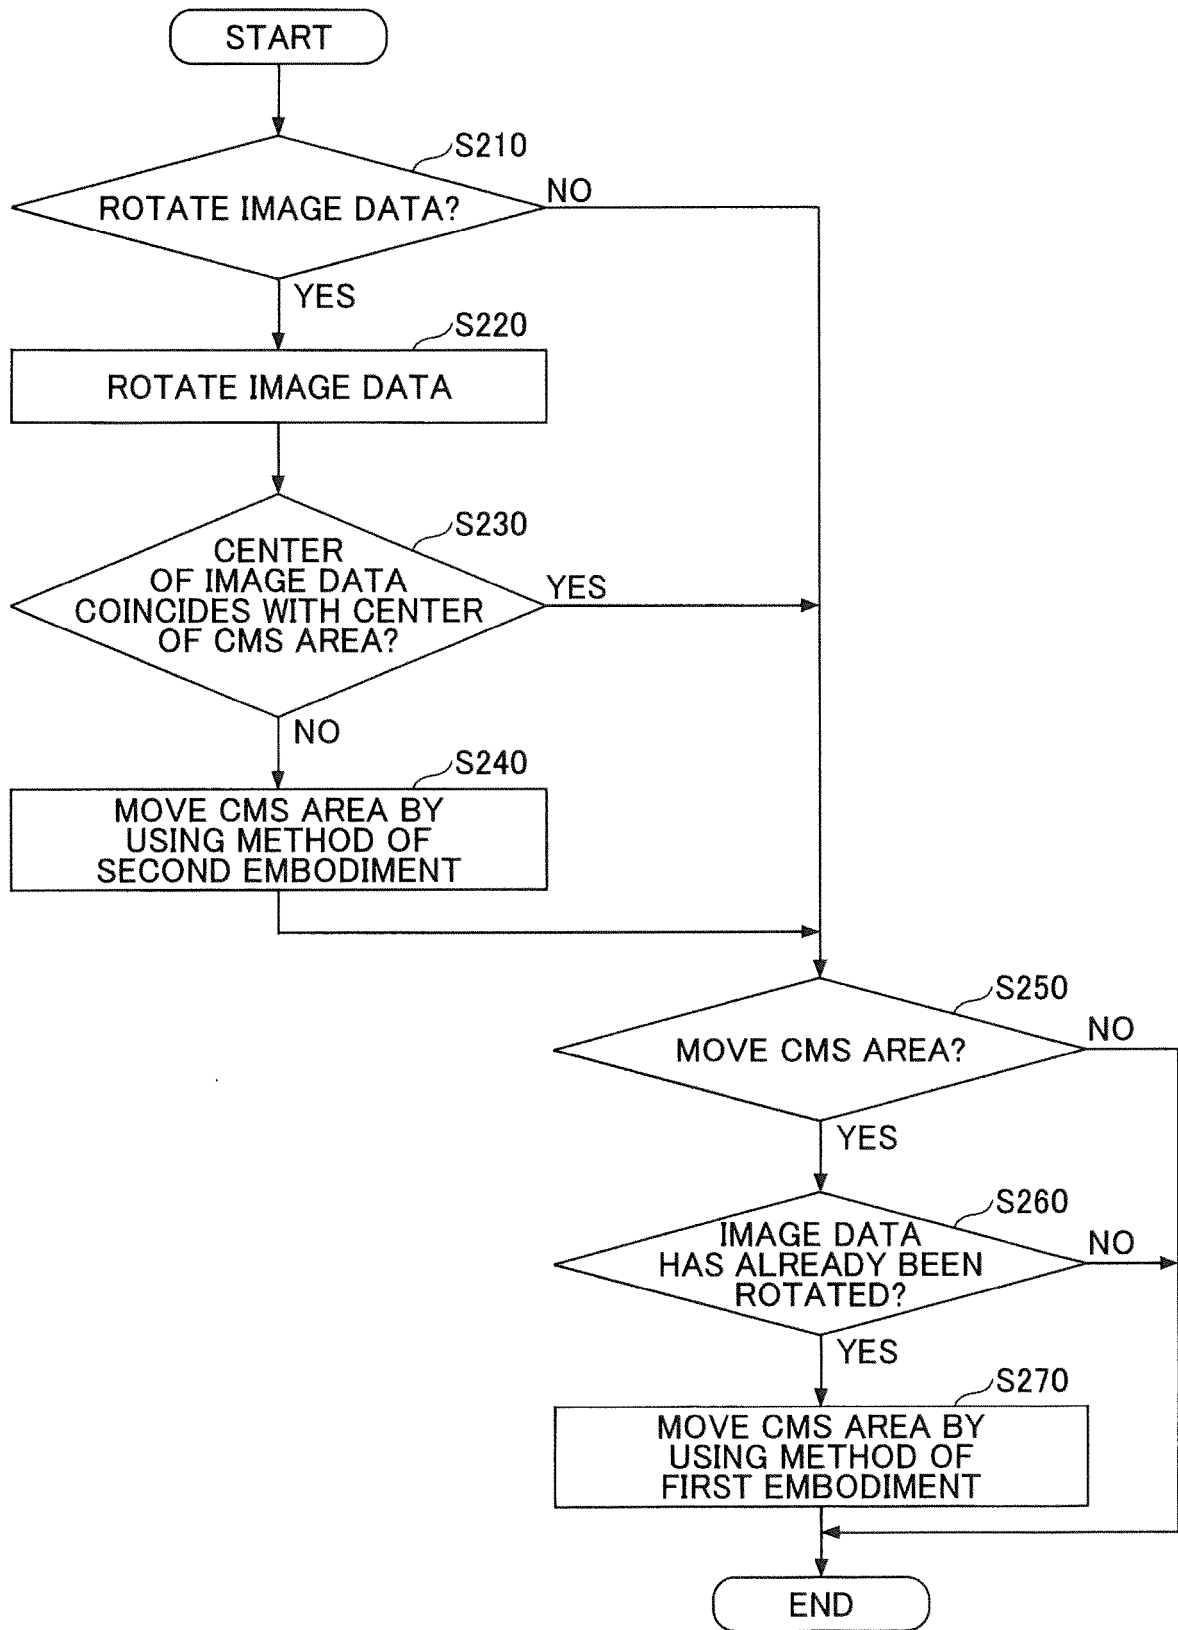 START
S210
ROTATE IMAGE DATA?
NO
YES
S220
ROTATE IMAGE DATA
S230
CENTER
OF IMAGE DATA
COINCIDES WITH CENTER
OF CMS AREA?
YES
NO
S240
MOVE CMS AREA BY
USING METHOD OF
SECOND EMBODIMENT
S250
MOVE CMS AREA?
NO
YES
S260
IMAGE DATA
HAS ALREADY BEEN
ROTATED?
NO
YES
S270
MOVE CMS AREA BY
USING METHOD OF
FIRST EMBODIMENT
END